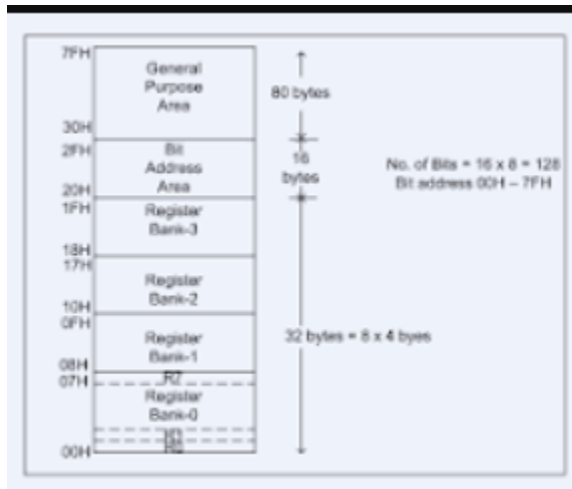 7FH
General
Purpose
Area
80 bytes
30H
2FH
Bit
Address
Area
16
bytes
No. of Bits = 16 x 8 = 128
Bit address 00H – 7FH
20H
1FH
Register
Bank-3
18H
17H
Register
Bank-2
10H
0FH
Register
Bank-1
32 bytes = 8 x 4 byes
08H
07H
R7
Register
Bank-0
R1
R0
00H